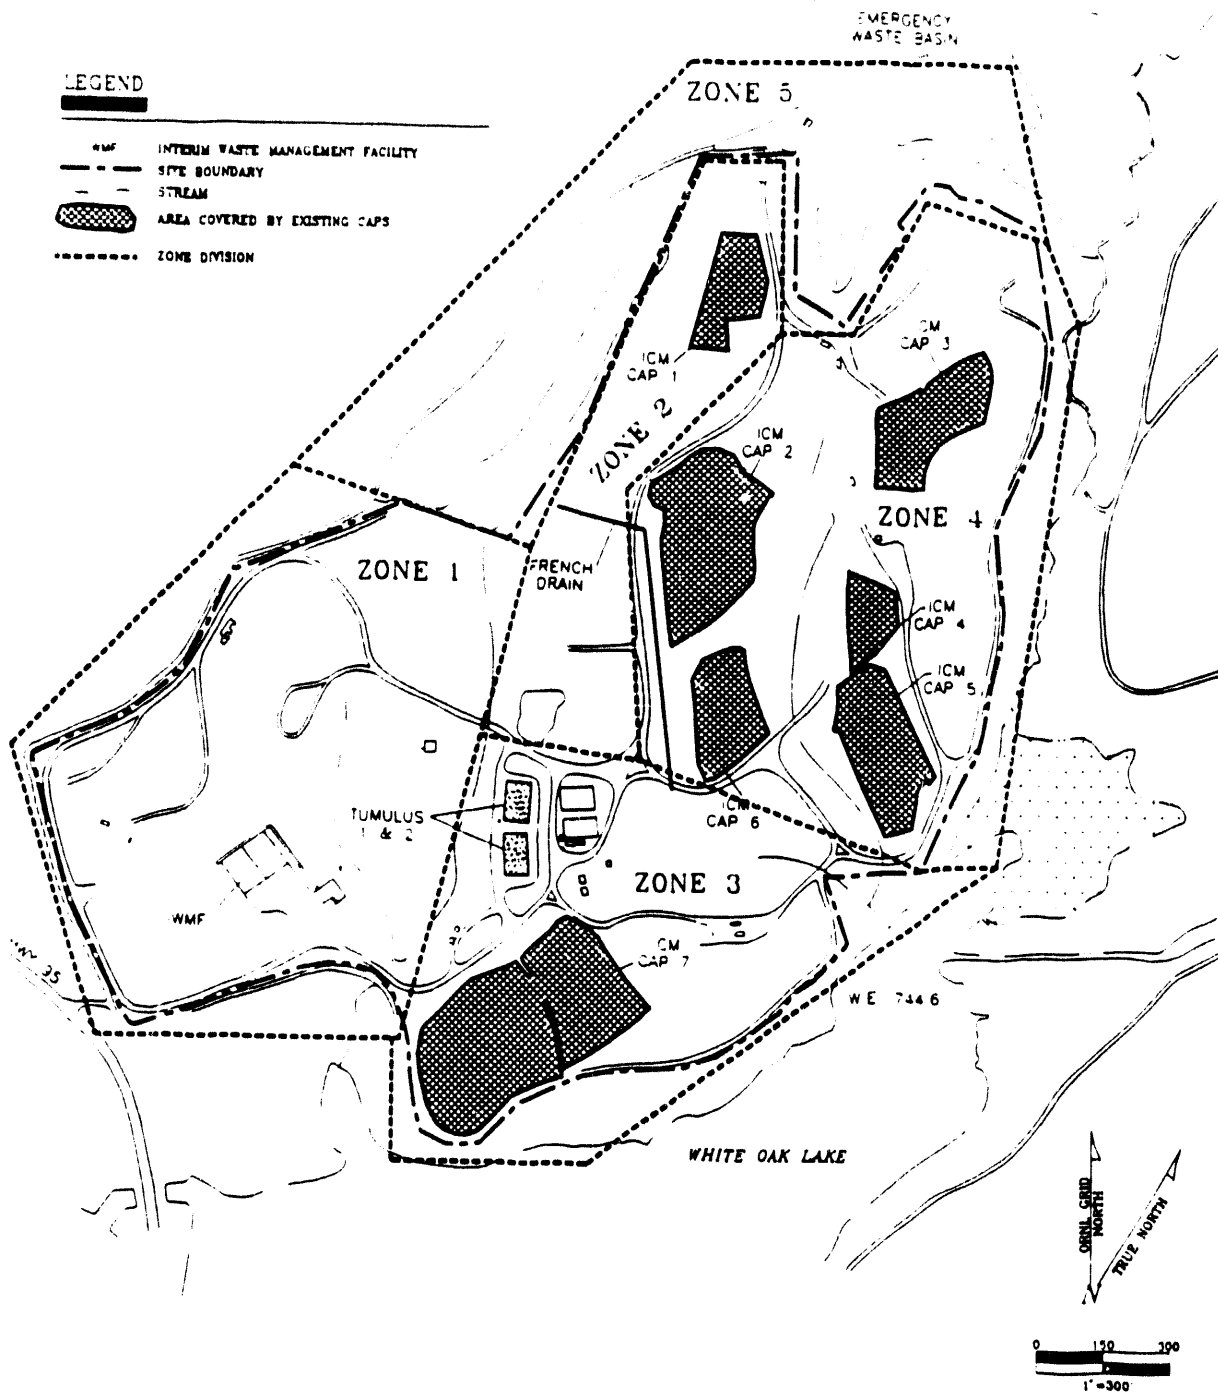 EMERGENCY
WASTE BASIN
LEGEND
WMF INTERIM WASTE MANAGEMENT FACILITY
SITE BOUNDARY
STREAM
AREA COVERED BY EXISTING CAPS
ZONE DIVISION
ZONE 5
ICM
CAP 1
CM
CAP 3
ZONE 2
ICM
CAP 2
ZONE 4
ZONE 1
FRENCH
DRAIN
ICM
CAP 4
ICM
CAP 5
TUMULUS
1 & 2
ICM
CAP 6
ZONE 3
WMF
CM
CAP 7
95
W E 744 6
WHITE OAK LAKE
ORNL GRID
NORTH
TRUE NORTH
0 150 300
1"=300'